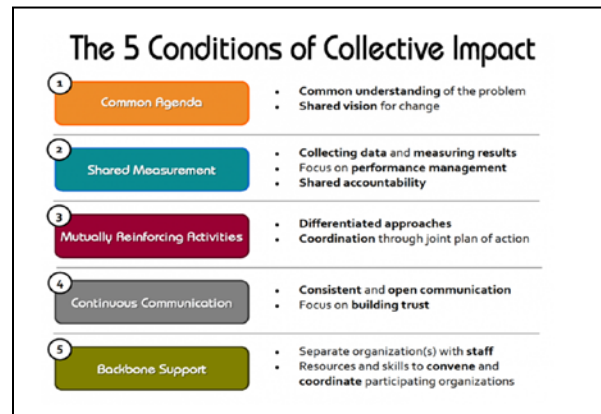 The 5 Conditions of Collective Impact
1
Common Agenda
• Common understanding of the problem
• Shared vision for change
2
Shared Measurement
• Collecting data and measuring results
• Focus on performance management
• Shared accountability
3
Mutually Reinforcing Activities
• Differentiated approaches
• Coordination through joint plan of action
4
Continuous Communication
• Consistent and open communication
• Focus on building trust
5
Backbone Support
• Separate organization(s) with staff
• Resources and skills to convene and
coordinate participating organizations